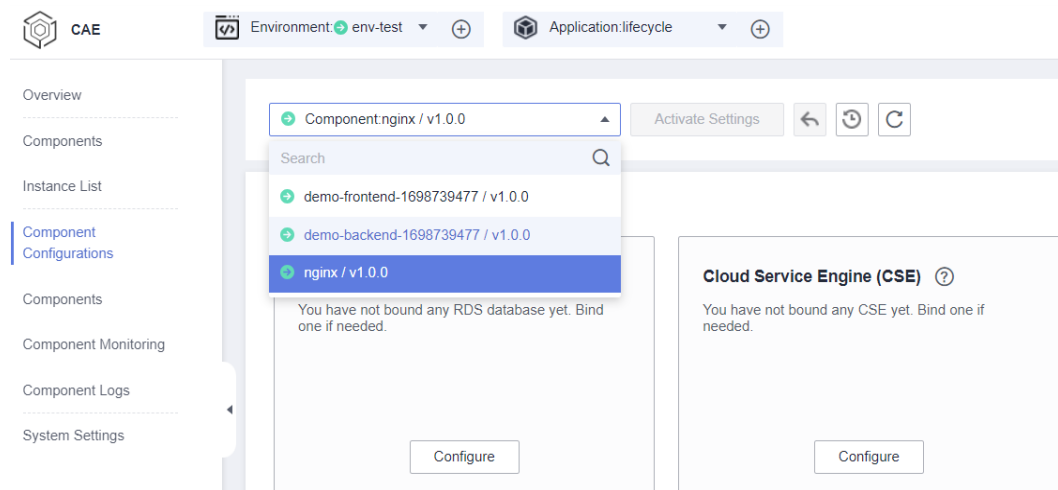 CAE
Environment: env-test
Application:lifecycle
Overview
Components
Instance List
Component
Configurations
Components
Component Monitoring
Component Logs
System Settings
Component:nginx / v1.0.0
Activate Settings
Search
demo-frontend-1698739477 / v1.0.0
demo-backend-1698739477 / v1.0.0
nginx / v1.0.0
You have not bound any RDS database yet. Bind
one if needed.
Configure
Cloud Service Engine (CSE) ?
You have not bound any CSE yet. Bind one if
needed.
Configure